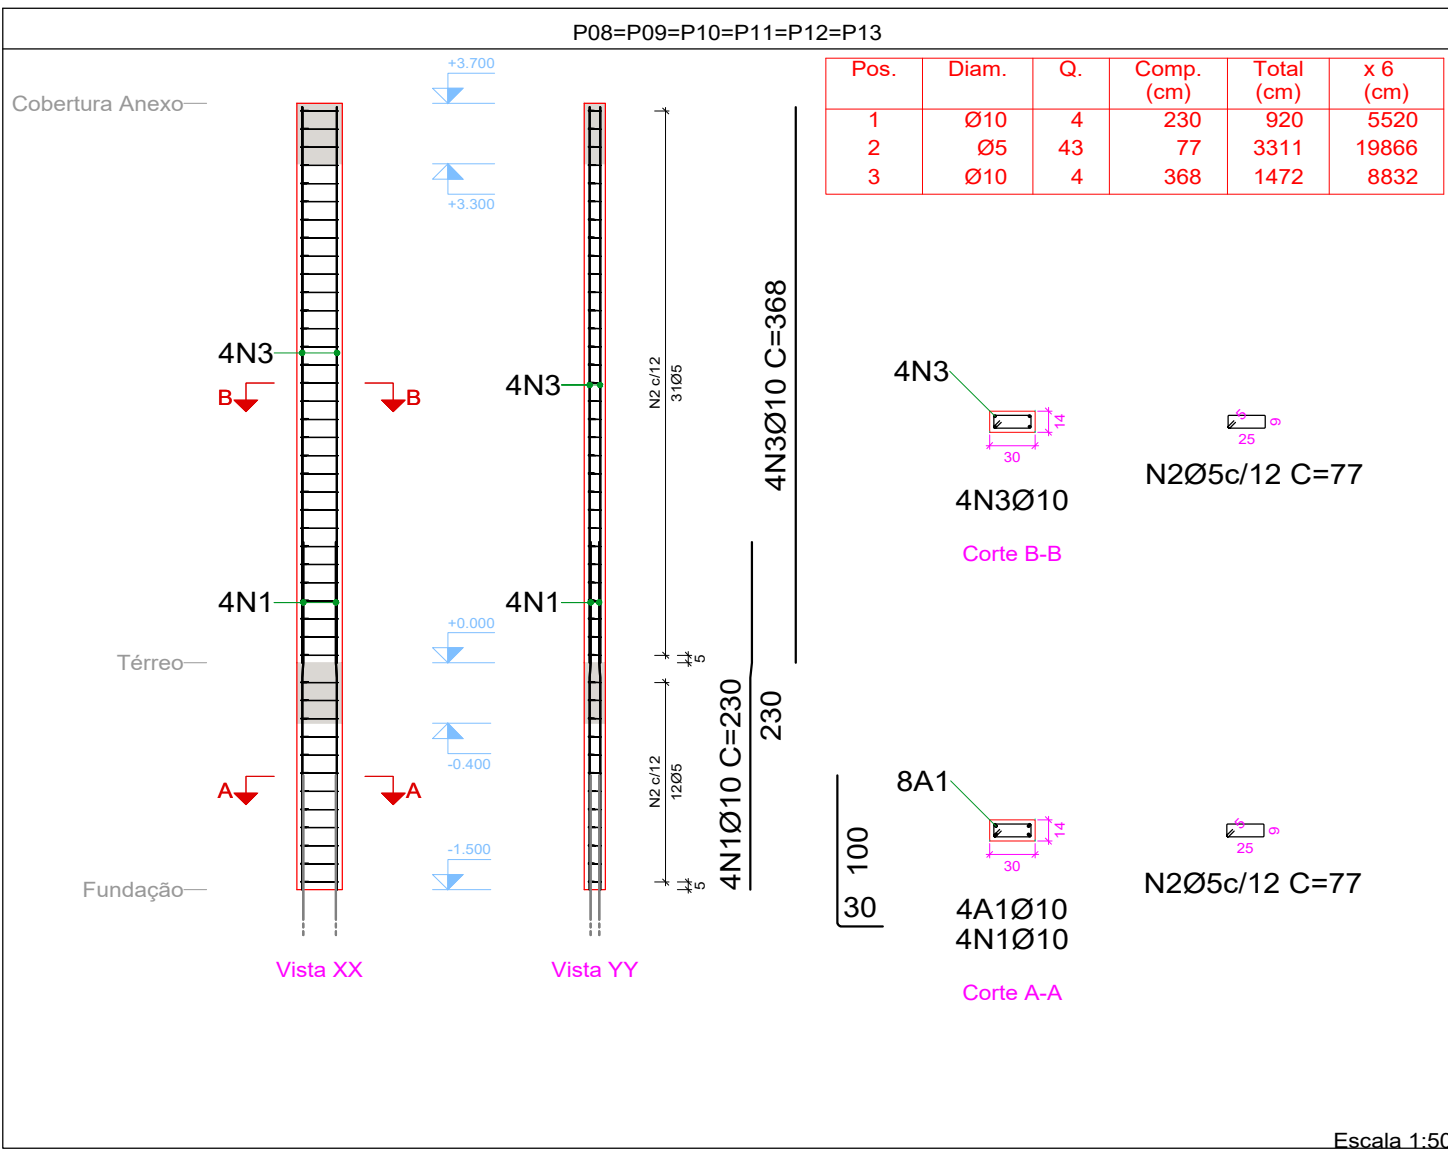 P08=P09=P10=P11=P12=P13
Pos. Diam. Q. Comp. (cm) Total (cm) x 6 (cm)
1 Ø10 4 230 920 5520
2 Ø5 43 77 3311 19866
3 Ø10 4 368 1472 8832
Cobertura Anexo
Térreo
Fundação
4N3
B B
4N1
A A
Vista XX
+3.700
+3.300
+0.000
-0.400
-1.500
4N3
4N1
Vista YY
N2 c/12
31Ø5
5
N2 c/12
12Ø5
5
4N3Ø10 C=368
4N1Ø10 C=230
230
4N3
14
30
4N3Ø10
Corte B-B
5
9
25
N2Ø5c/12 C=77
100
30
8A1
14
30
4A1Ø10
4N1Ø10
Corte A-A
5
9
25
N2Ø5c/12 C=77
Escala 1:50